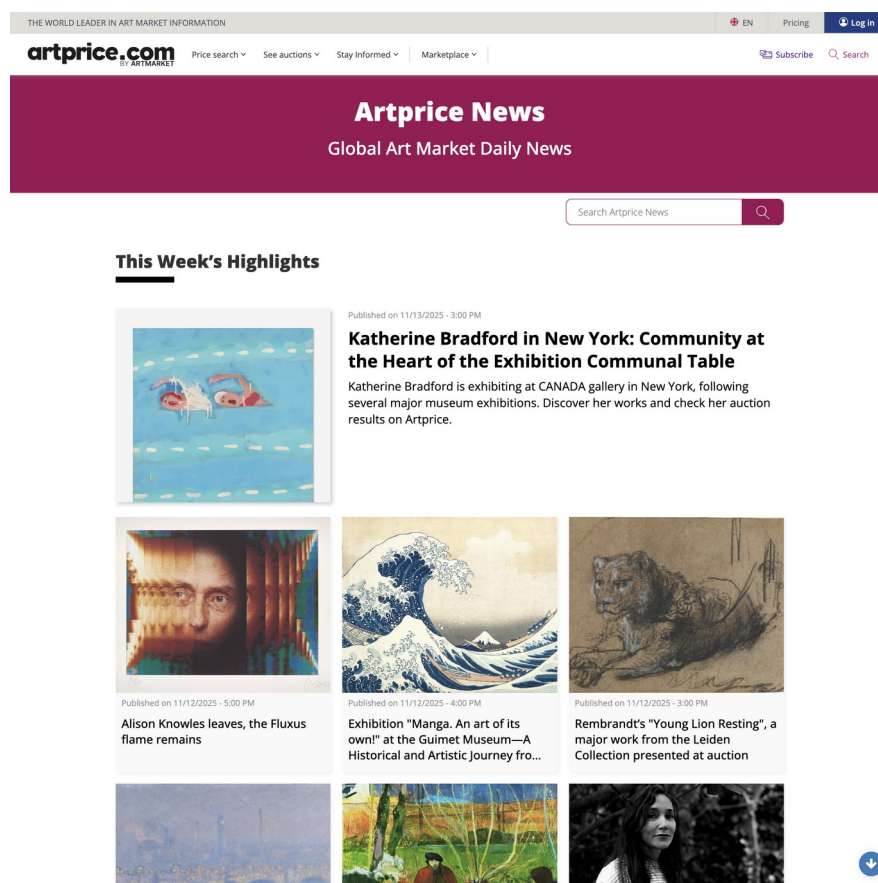 THE WORLD LEADER IN ART MARKET INFORMATION
EN
Pricing
Log in
artprice.com
BY ARTMARKET
Price search
See auctions
Stay Informed
Marketplace
Subscribe
Search
Artprice News
Global Art Market Daily News
Search Artprice News
This Week's Highlights
Published on 11/13/2025 - 3:00 PM
Katherine Bradford in New York: Community at
the Heart of the Exhibition Communal Table
Katherine Bradford is exhibiting at CANADA gallery in New York, following
several major museum exhibitions. Discover her works and check her auction
results on Artprice.
Published on 11/12/2025 - 5:00 PM
Alison Knowles leaves, the Fluxus
flame remains
Published on 11/12/2025 - 4:00 PM
Exhibition "Manga. An art of its
own!" at the Guimet Museum—A
Historical and Artistic Journey fro...
Published on 11/12/2025 - 3:00 PM
Rembrandt's "Young Lion Resting", a
major work from the Leiden
Collection presented at auction